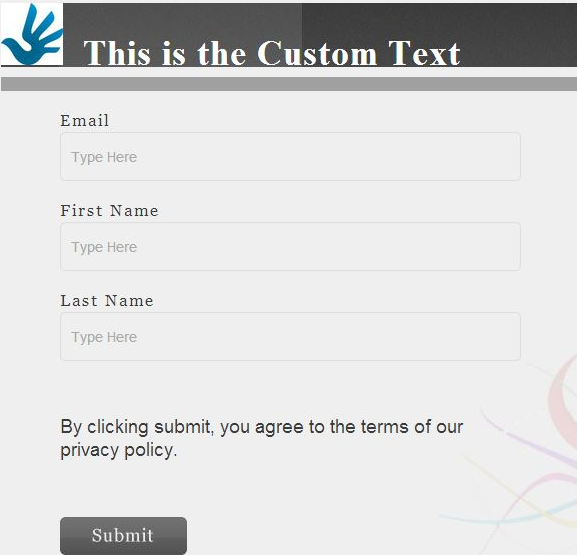 This is the Custom Text
Email
Type Here
First Name
Type Here
Last Name
Type Here
By clicking submit, you agree to the terms of our
privacy policy.
Submit